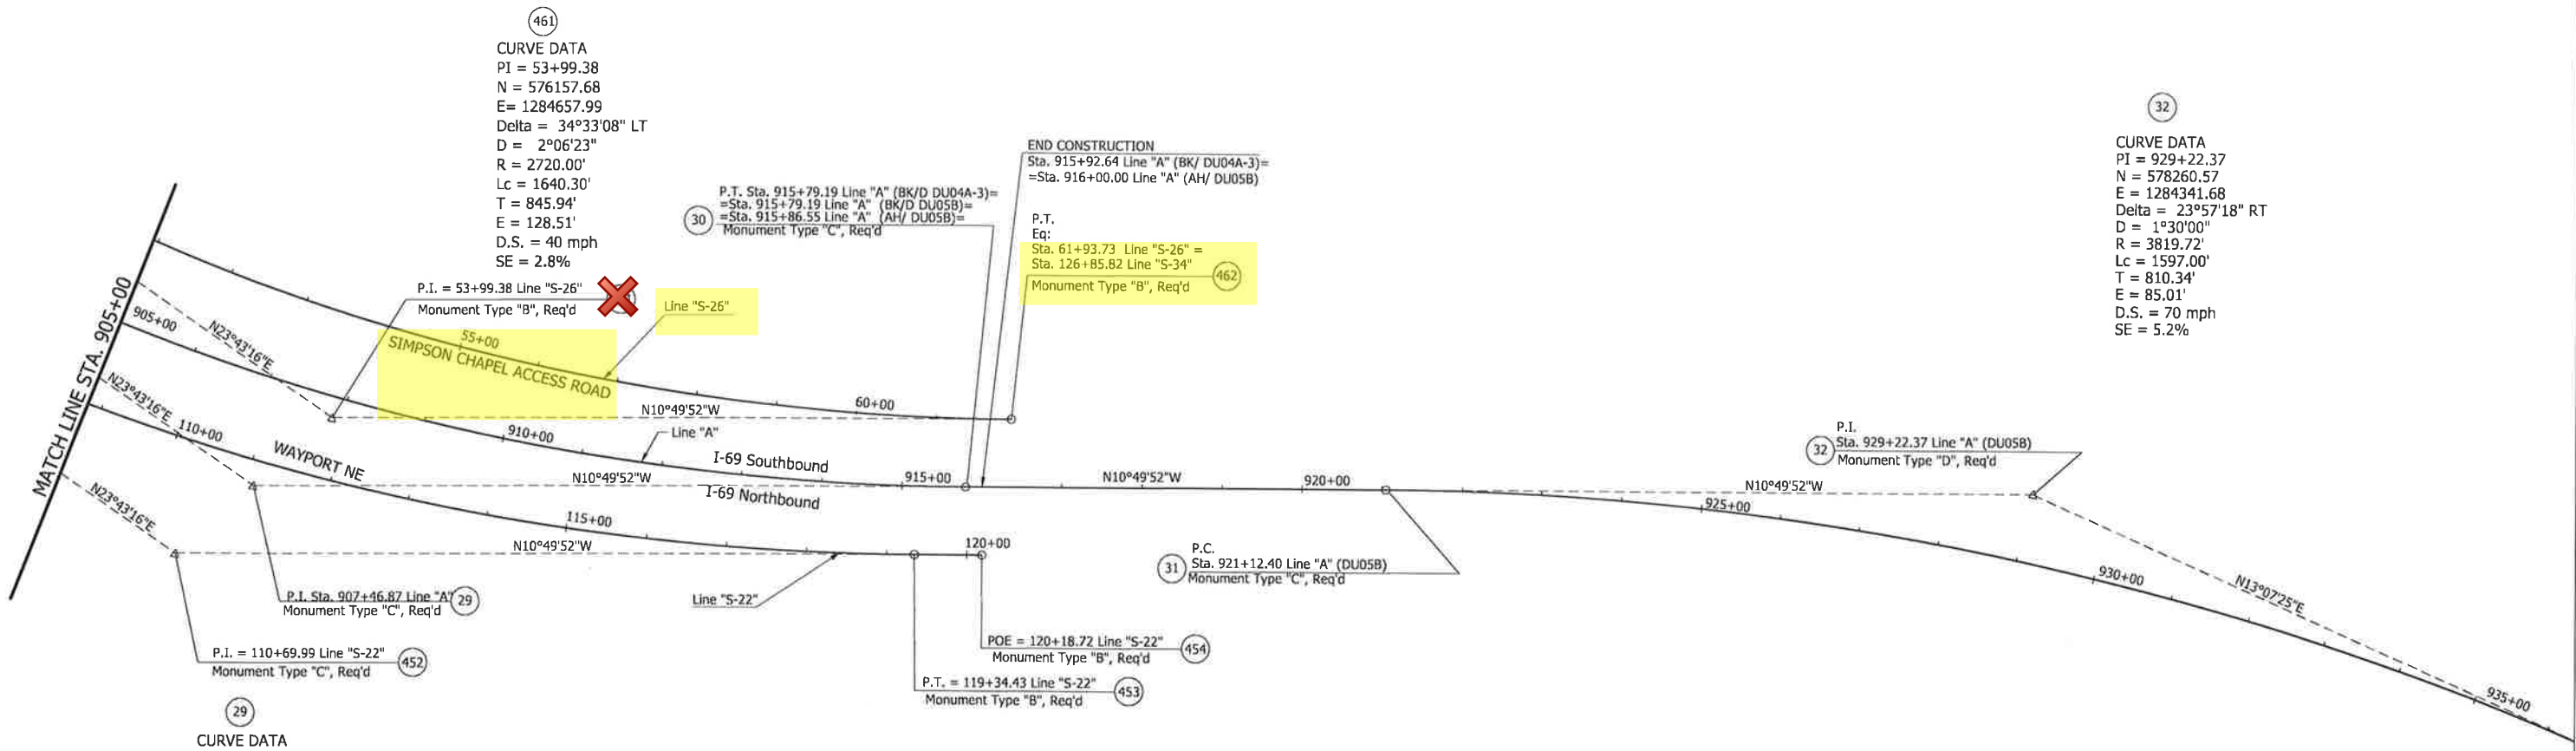 461
CURVE DATA
PI = 53+99.38
N = 576157.68
E= 1284657.99
Delta = 34°33'08" LT
D = 2°06'23"
R = 2720.00'
Lc = 1640.30'
T = 845.94'
E = 128.51'
D.S. = 40 mph
SE = 2.8%
32
CURVE DATA
PI = 929+22.37
N = 578260.57
E = 1284341.68
Delta = 23°57'18" RT
D = 1°30'00"
R = 3819.72'
Lc = 1597.00'
T = 810.34'
E = 85.01'
D.S. = 70 mph
SE = 5.2%
END CONSTRUCTION
Sta. 915+92.64 Line "A" (BK/ DU04A-3)=
=Sta. 916+00.00 Line "A" (AH/ DU05B)
P.T. Sta. 915+79.19 Line "A" (BK/D DU04A-3)=
=Sta. 915+79.19 Line "A" (BK/D DU05B)=
30
=Sta. 915+86.55 Line "A" (AH/ DU05B)=
Monument Type "C", Req'd
P.T.
Eq:
Sta. 61+93.73 Line "S-26" =
Sta. 126+85.82 Line "S-34"
462
Monument Type "B", Req'd
P.I. = 53+99.38 Line "S-26"
Monument Type "B", Req'd
Line "S-26"
MATCH LINE STA. 905+00
905+00
N23°43'16"E
55+00
SIMPSON CHAPEL ACCESS ROAD
N10°49'52"W
60+00
N23°43'16"E
110+00
WAYPORT NE
910+00
Line "A"
I-69 Southbound
N10°49'52"W
915+00
I-69 Northbound
N10°49'52"W
920+00
N23°43'16"E
115+00
N10°49'52"W
120+00
P.I.
32
Sta. 929+22.37 Line "A" (DU05B)
Monument Type "D", Req'd
N10°49'52"W
925+00
P.C.
31
Sta. 921+12.40 Line "A" (DU05B)
Monument Type "C", Req'd
930+00
N13°07'25"E
935+00
P.I. Sta. 907+46.87 Line "A"
29
Monument Type "C", Req'd
Line "S-22"
P.I. = 110+69.99 Line "S-22"
452
Monument Type "C", Req'd
POE = 120+18.72 Line "S-22"
454
Monument Type "B", Req'd
P.T. = 119+34.43 Line "S-22"
453
Monument Type "B", Req'd
29
CURVE DATA